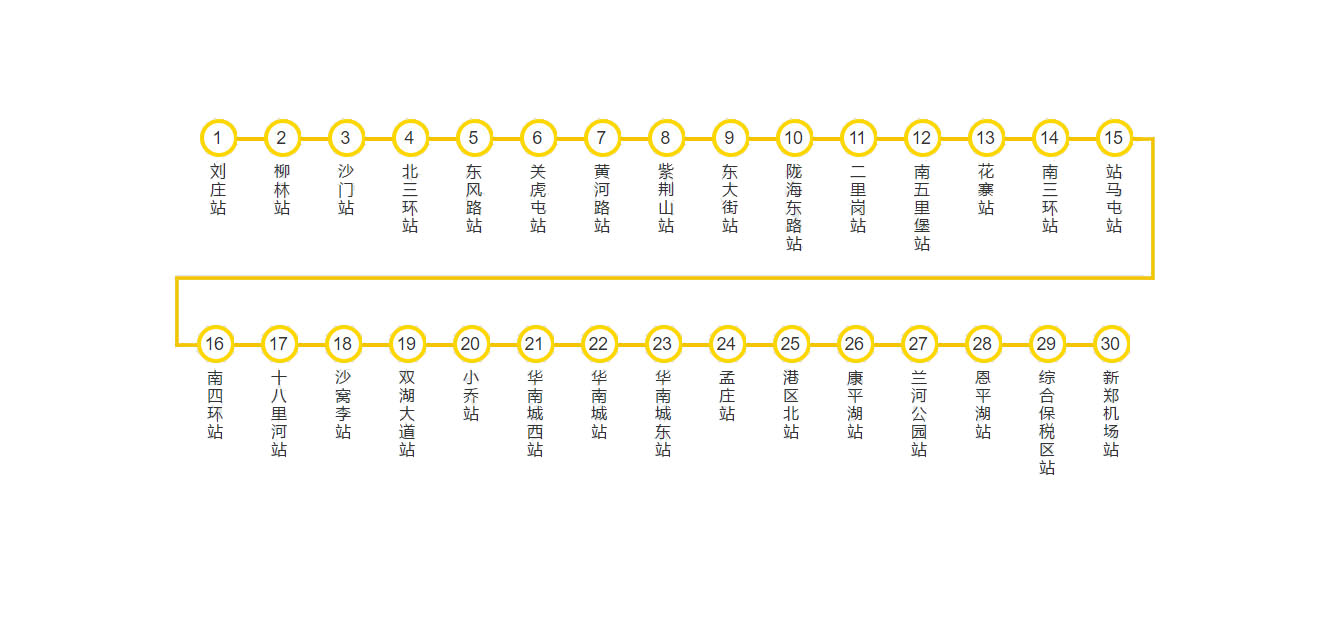 1 2 3 4 5 6 7 8 9 10 11 12 13 14 15
刘庄站
柳林站
沙门站
北三环站
东风路站
关虎屯站
黄河路站
紫荆山站
东大街站
陇海东路站
二里岗站
南五里堡站
花寨站
南三环站
站马屯站
16 17 18 19 20 21 22 23 24 25 26 27 28 29 30
南四环站
十八里河站
沙窝李站
双湖大道站
小乔站
华南城西站
华南城站
华南城东站
孟庄站
港区北站
康平湖站
兰河公园站
恩平湖站
综合保税区站
新郑机场站